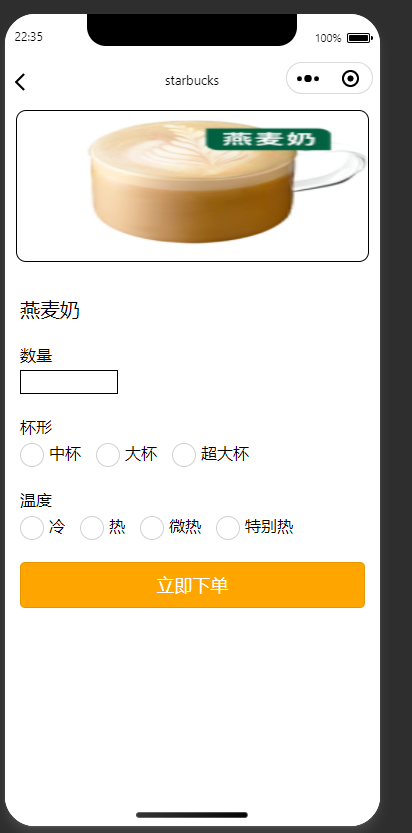 22:35 100%
starbucks
燕麦奶
燕麦奶
数量
杯形
中杯 大杯 超大杯
温度
冷 热 微热 特别热
立即下单